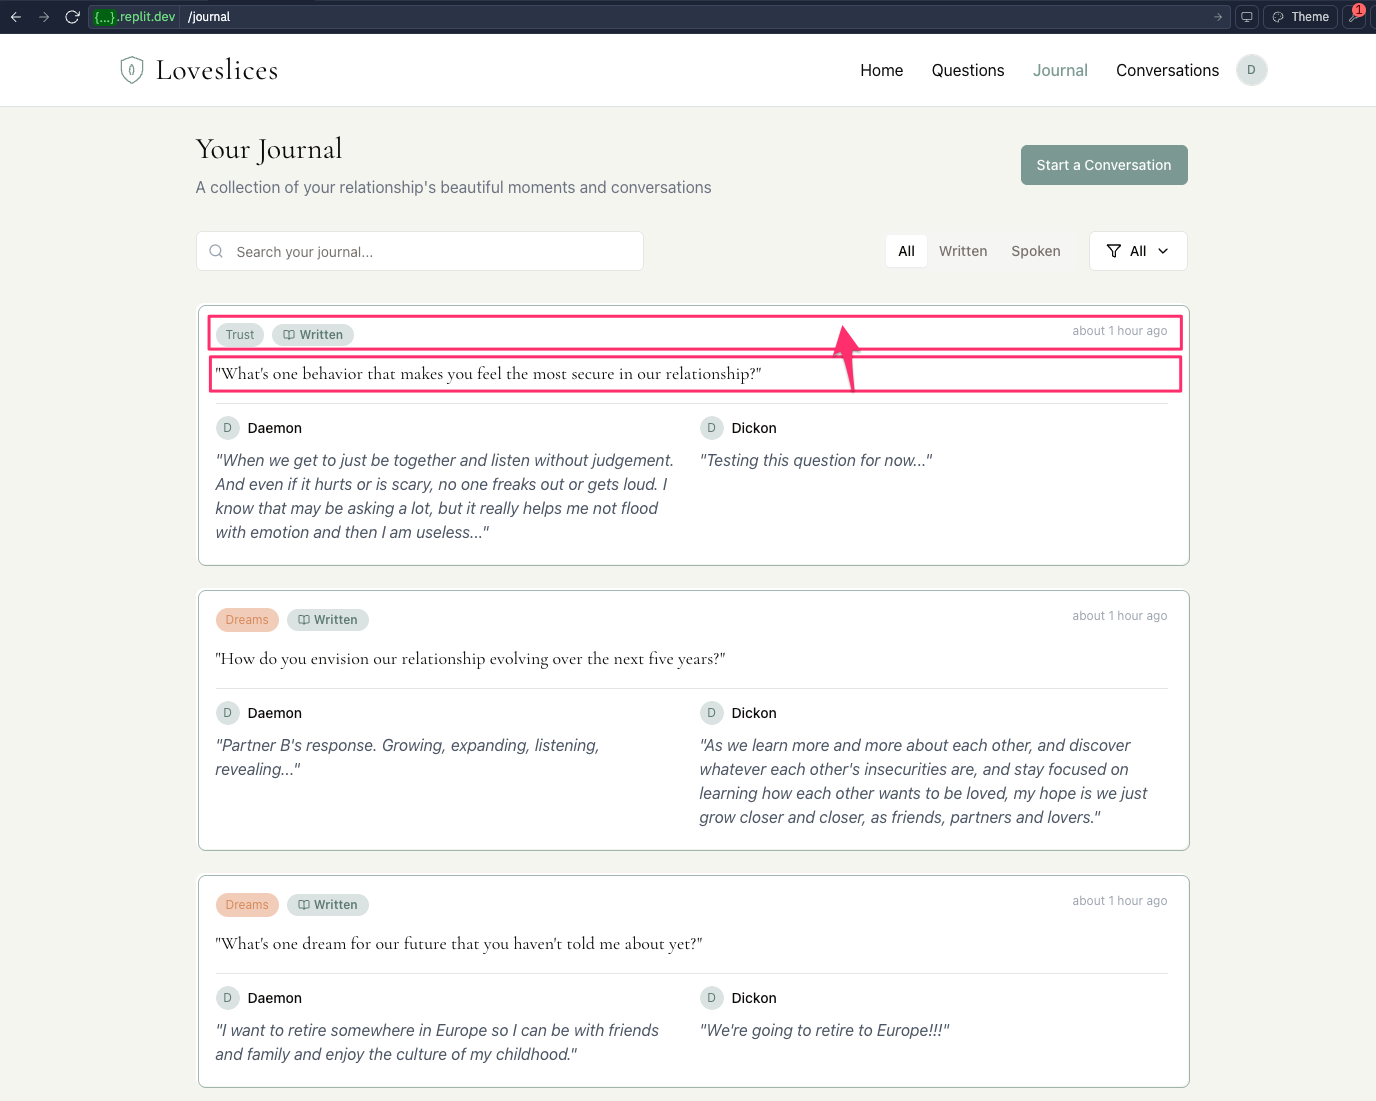 {...}.replit.dev /journal
Theme
1
Loveslices
Home Questions Journal Conversations D
Your Journal
Start a Conversation
A collection of your relationship's beautiful moments and conversations
Search your journal...
All Written Spoken All
Trust Written about 1 hour ago
"What's one behavior that makes you feel the most secure in our relationship?"
D Daemon
"When we get to just be together and listen without judgement.
And even if it hurts or is scary, no one freaks out or gets loud. I
know that may be asking a lot, but it really helps me not flood
with emotion and then I am useless..."
D Dickon
"Testing this question for now..."
Dreams Written about 1 hour ago
"How do you envision our relationship evolving over the next five years?"
D Daemon
"Partner B's response. Growing, expanding, listening,
revealing..."
D Dickon
"As we learn more and more about each other, and discover
whatever each other's insecurities are, and stay focused on
learning how each other wants to be loved, my hope is we just
grow closer and closer, as friends, partners and lovers."
Dreams Written about 1 hour ago
"What's one dream for our future that you haven't told me about yet?"
D Daemon
"I want to retire somewhere in Europe so I can be with friends
and family and enjoy the culture of my childhood."
D Dickon
"We're going to retire to Europe!!!"